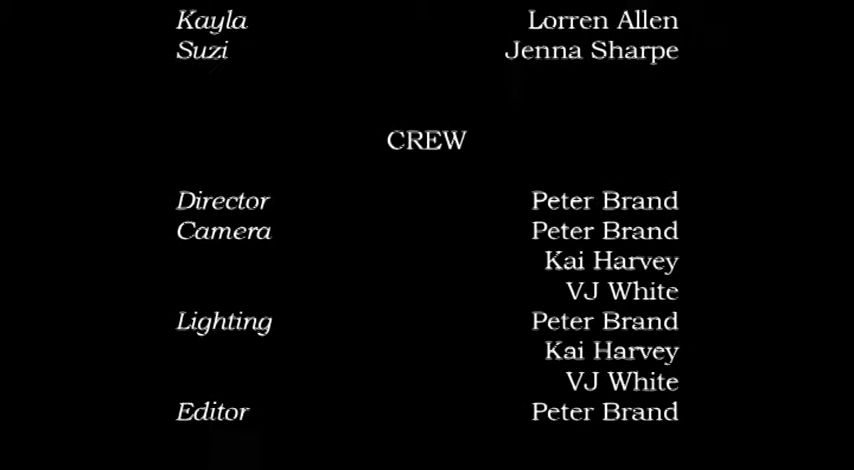 Kayla Lorren Allen
Suzi Jenna Sharpe
CREW
Director Peter Brand
Camera Peter Brand
Kai Harvey
VJ White
Lighting Peter Brand
Kai Harvey
VJ White
Editor Peter Brand